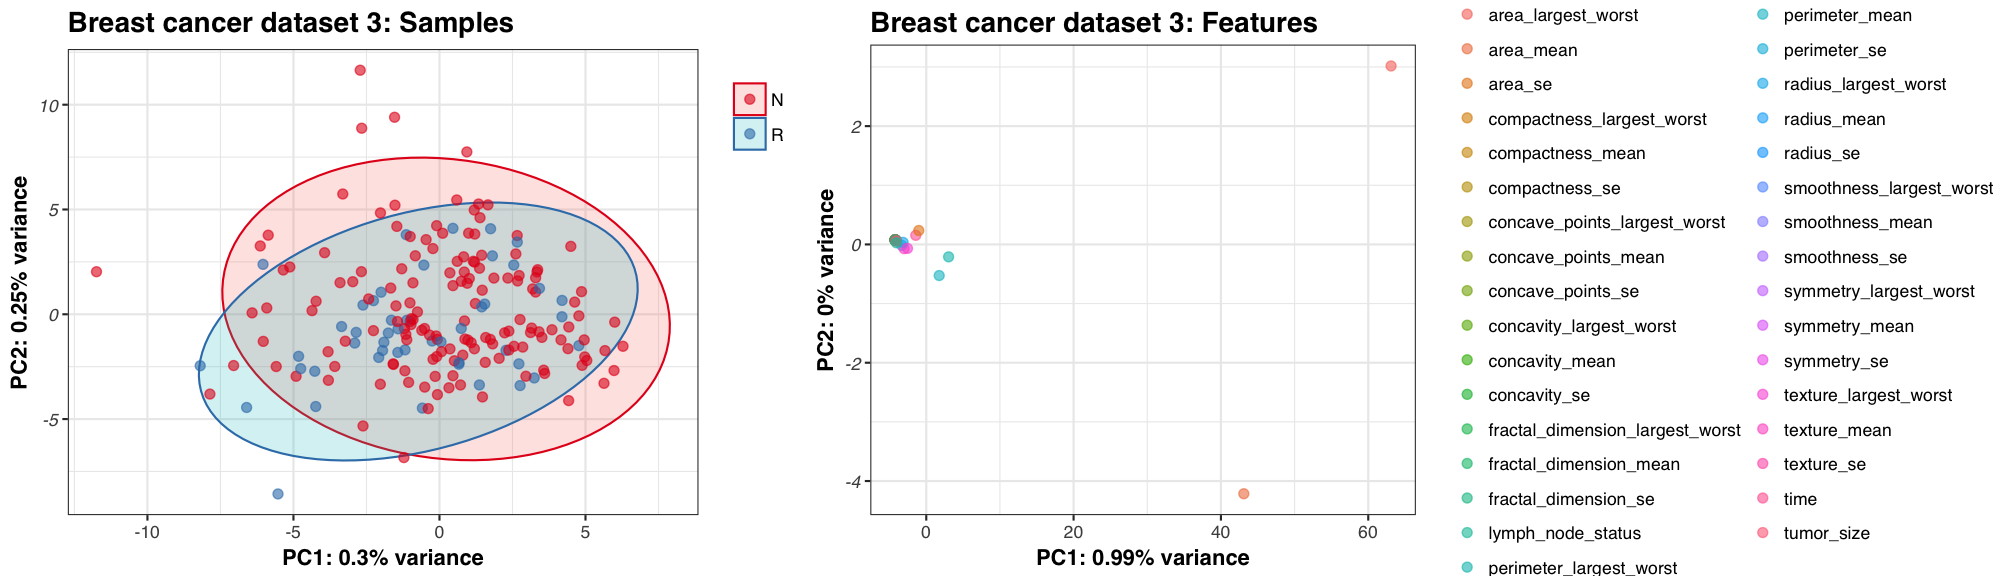 Breast cancer dataset 3: Samples
10
5
0
-5
-10
-5
0
5
PC1: 0.3% variance
PC2: 0.25% variance
N
R
Breast cancer dataset 3: Features
2
0
-2
-4
0
20
40
60
PC1: 0.99% variance
PC2: 0% variance
area_largest_worst
area_mean
area_se
compactness_largest_worst
compactness_mean
compactness_se
concave_points_largest_worst
concave_points_mean
concave_points_se
concavity_largest_worst
concavity_mean
concavity_se
fractal_dimension_largest_worst
fractal_dimension_mean
fractal_dimension_se
lymph_node_status
perimeter_largest_worst
perimeter_mean
perimeter_se
radius_largest_worst
radius_mean
radius_se
smoothness_largest_worst
smoothness_mean
smoothness_se
symmetry_largest_worst
symmetry_mean
symmetry_se
texture_largest_worst
texture_mean
texture_se
time
tumor_size